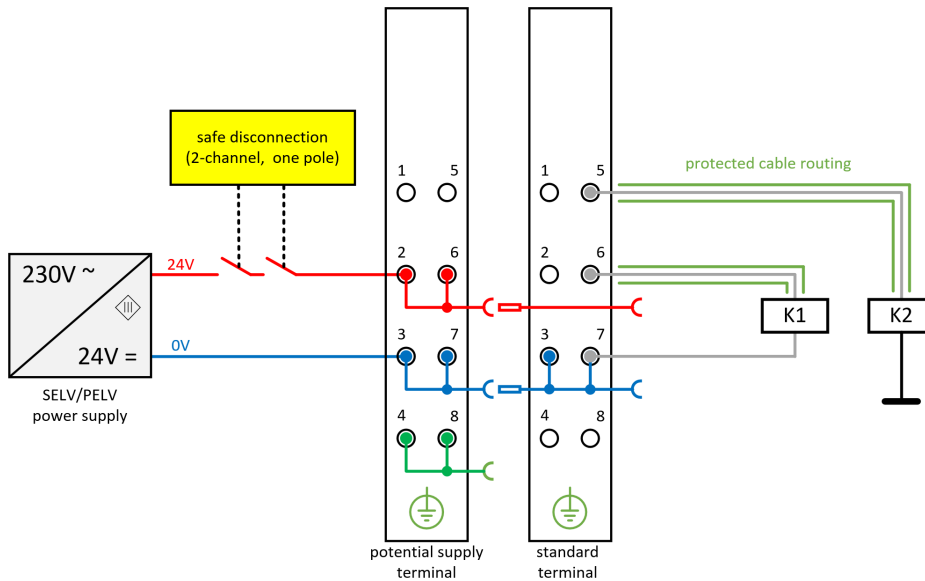 safe disconnection
(2-channel, one pole)
protected cable routing
230V ~
III
24V =
SELV/PELV
power supply
24V
0V
1 5
2 6
3 7
4 8
potential supply
terminal
1 5
2 6
3 7
4 8
standard
terminal
K1
K2